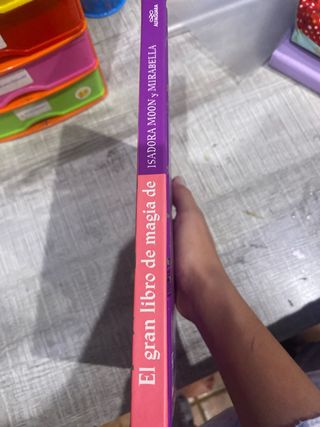 El gran libro de magia de
ISADORA MOON y MIRABELLA
ALFAGUARA